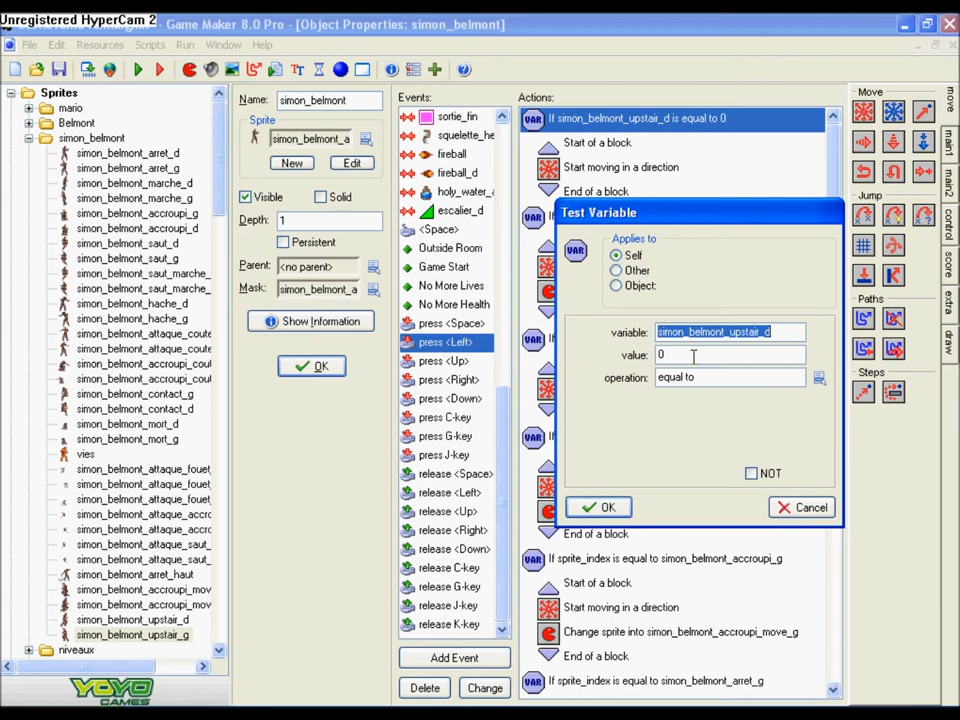 Unregistered HyperCam 2
- Game Maker 8.0 Pro - [Object Properties: simon_belmont]
File Edit Resources Scripts Run Window Help
Sprites
mario
Belmont
simon_belmont
simon_belmont_arret_d
simon_belmont_arret_g
simon_belmont_marche_d
simon_belmont_marche_g
simon_belmont_accroupi_g
simon_belmont_accroupi_d
simon_belmont_saut_d
simon_belmont_saut_g
simon_belmont_saut_marche_
simon_belmont_saut_marche_
simon_belmont_hache_d
simon_belmont_hache_g
simon_belmont_attaque_coute
simon_belmont_attaque_coute
simon_belmont_accroupi_cout
simon_belmont_accroupi_cout
simon_belmont_contact_g
simon_belmont_contact_d
simon_belmont_mort_d
simon_belmont_mort_g
vies
simon_belmont_attaque_fouet_
simon_belmont_attaque_fouet_
simon_belmont_attaque_fouet_
simon_belmont_attaque_accr
simon_belmont_attaque_accr
simon_belmont_attaque_saut_
simon_belmont_attaque_saut_
simon_belmont_arret_haut
simon_belmont_accroupi_mov
simon_belmont_accroupi_mov
simon_belmont_upstair_d
simon_belmont_upstair_g
niveaux
YOYO
GAMES
Name: simon_belmont
Sprite
simon_belmont_a
New Edit
Visible Solid
Depth: 1
Persistent
Parent: <no parent>
Mask: simon_belmont_a
Show Information
OK
Events:
sortie_fin
squelette_he
fireball
fireball_d
holy_water_
escalier_d
<Space>
Outside Room
Game Start
No More Lives
No More Health
press <Space>
press <Left>
press <Up>
press <Right>
press <Down>
press C-key
press G-key
press J-key
release <Space>
release <Left>
release <Up>
release <Right>
release <Down>
release C-key
release G-key
release J-key
release K-key
Add Event
Delete Change
Actions:
If simon_belmont_upstair_d is equal to 0
Start of a block
Start moving in a direction
End of a block
Test Variable
Applies to
Self
Other
Object:
variable: simon_belmont_upstair_d
value: 0
operation: equal to
NOT
OK Cancel
End of a block
If sprite_index is equal to simon_belmont_accroupi_g
Start of a block
Start moving in a direction
Change sprite into simon_belmont_accroupi_move_g
End of a block
If sprite_index is equal to simon_belmont_arret_g
Move
Jump
Paths
Steps
move
main1
main2
control
score
extra
draw